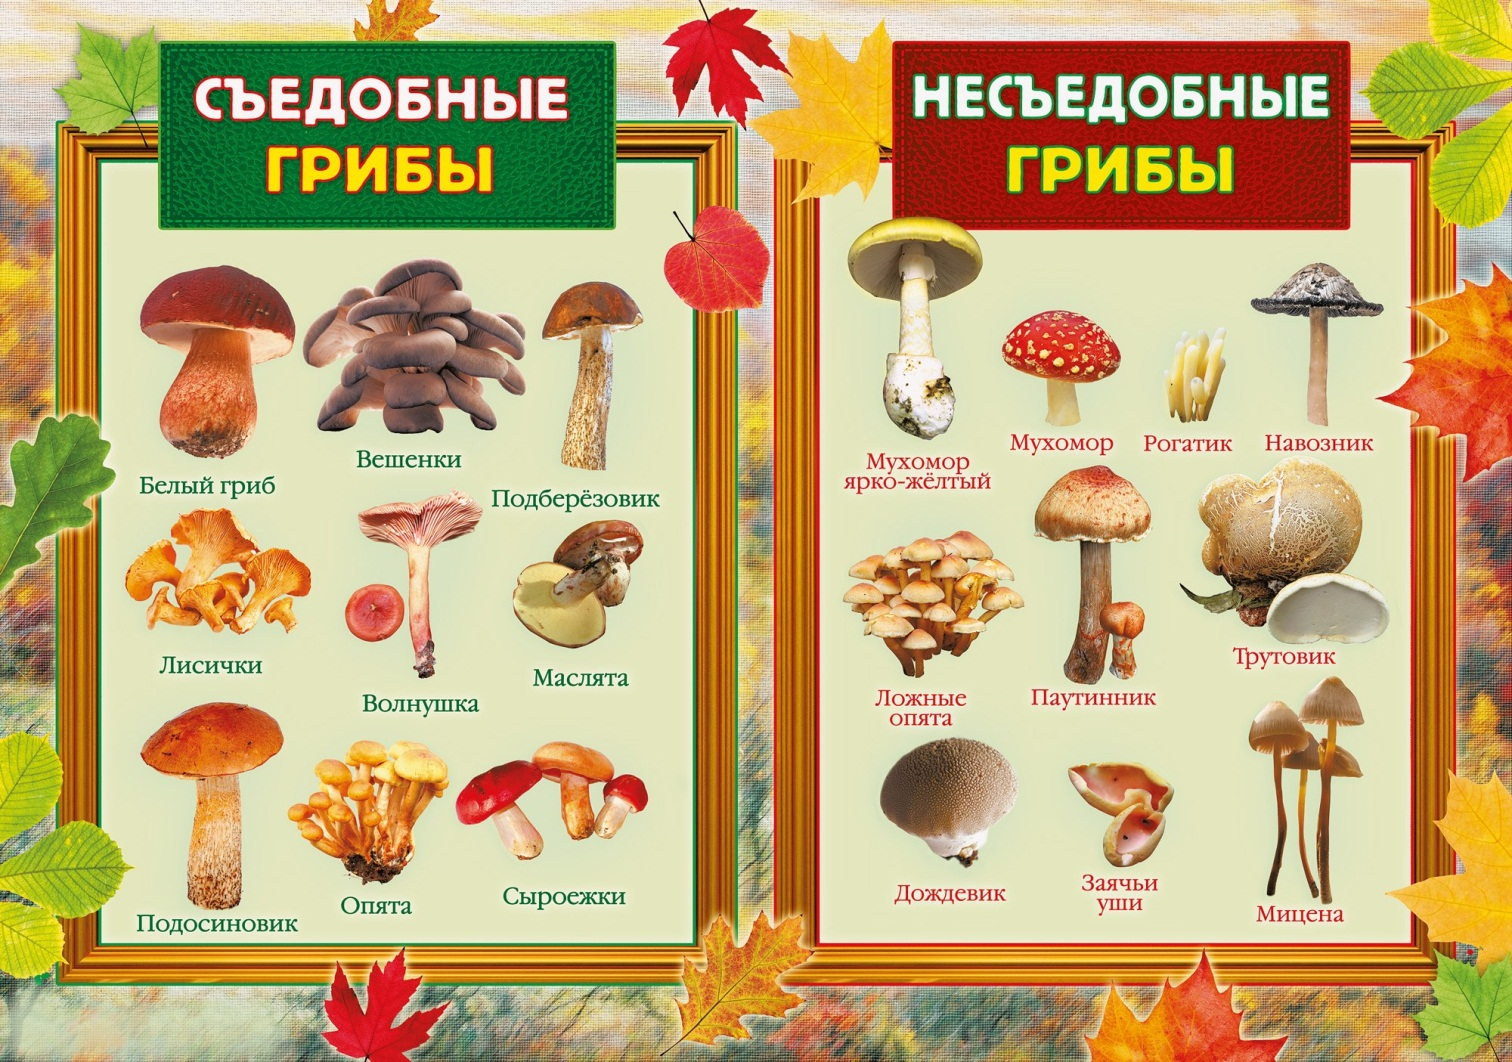 СЪЕДОБНЫЕ
ГРИБЫ
Белый гриб
Вешенки
Подберёзовик
Лисички
Волнушка
Маслята
Подосиновик
Опята
Сыроежки
НЕСЪЕДОБНЫЕ
ГРИБЫ
Мухомор
ярко-жёлтый
Мухомор
Рогатик
Навозник
Ложные
опята
Паутинник
Трутовик
Дождевик
Заячьи
уши
Мицена